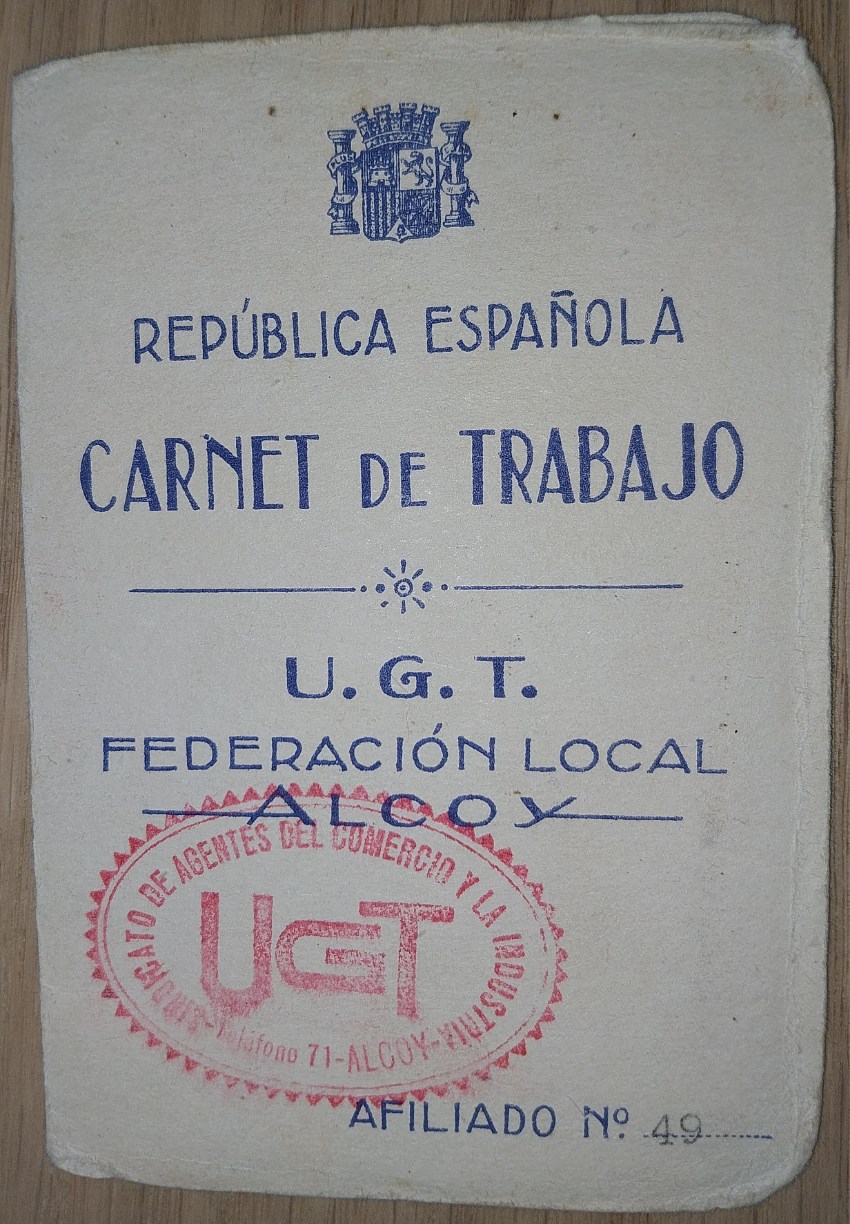 REPÚBLICA ESPAÑOLA
CARNET DE TRABAJO
U. G. T.
FEDERACIÓN LOCAL
ALCOY
SINDICATO DE AGENTES DEL COMERCIO Y LA INDUSTRIA
UGT
-Teléfono 71-ALCOY-
AFILIADO Nº 49